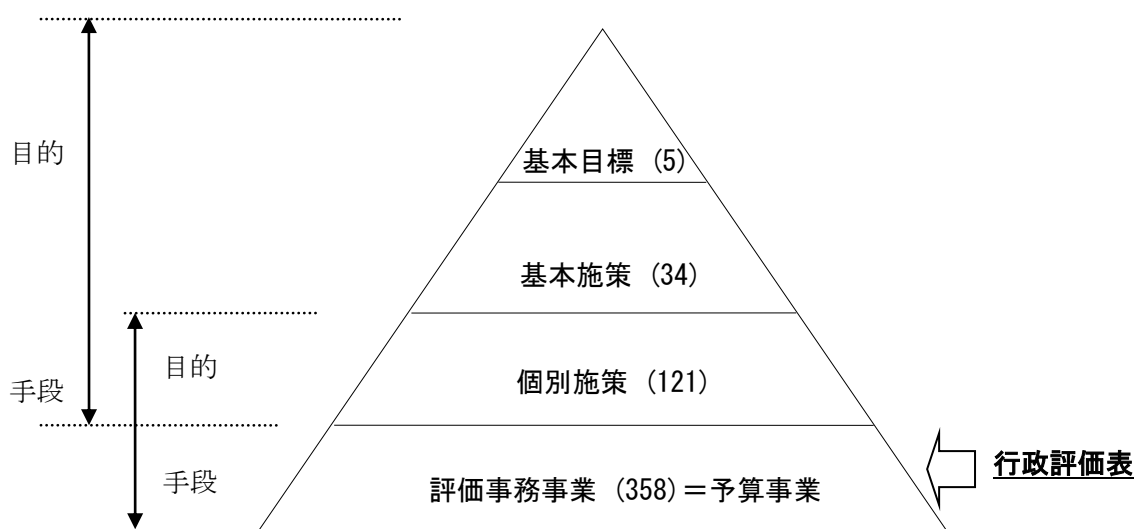 目的
基本目標 (5)
基本施策 (34)
目的
手段
個別施策 (121)
手段
評価事務事業 (358)＝予算事業
行政評価表